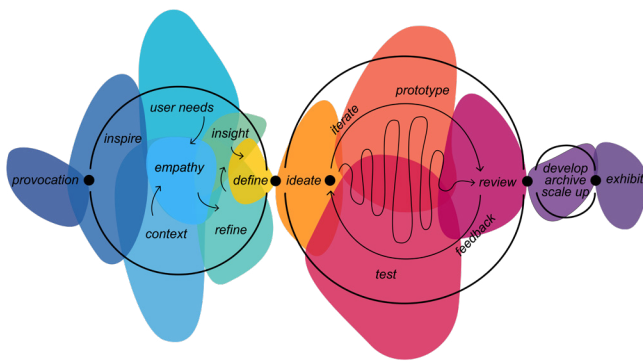 provocation
inspire
user needs
empathy
context
insight
refine
define
ideate
iterate
prototype
test
review
feedback
develop
archive
scale up
exhibit